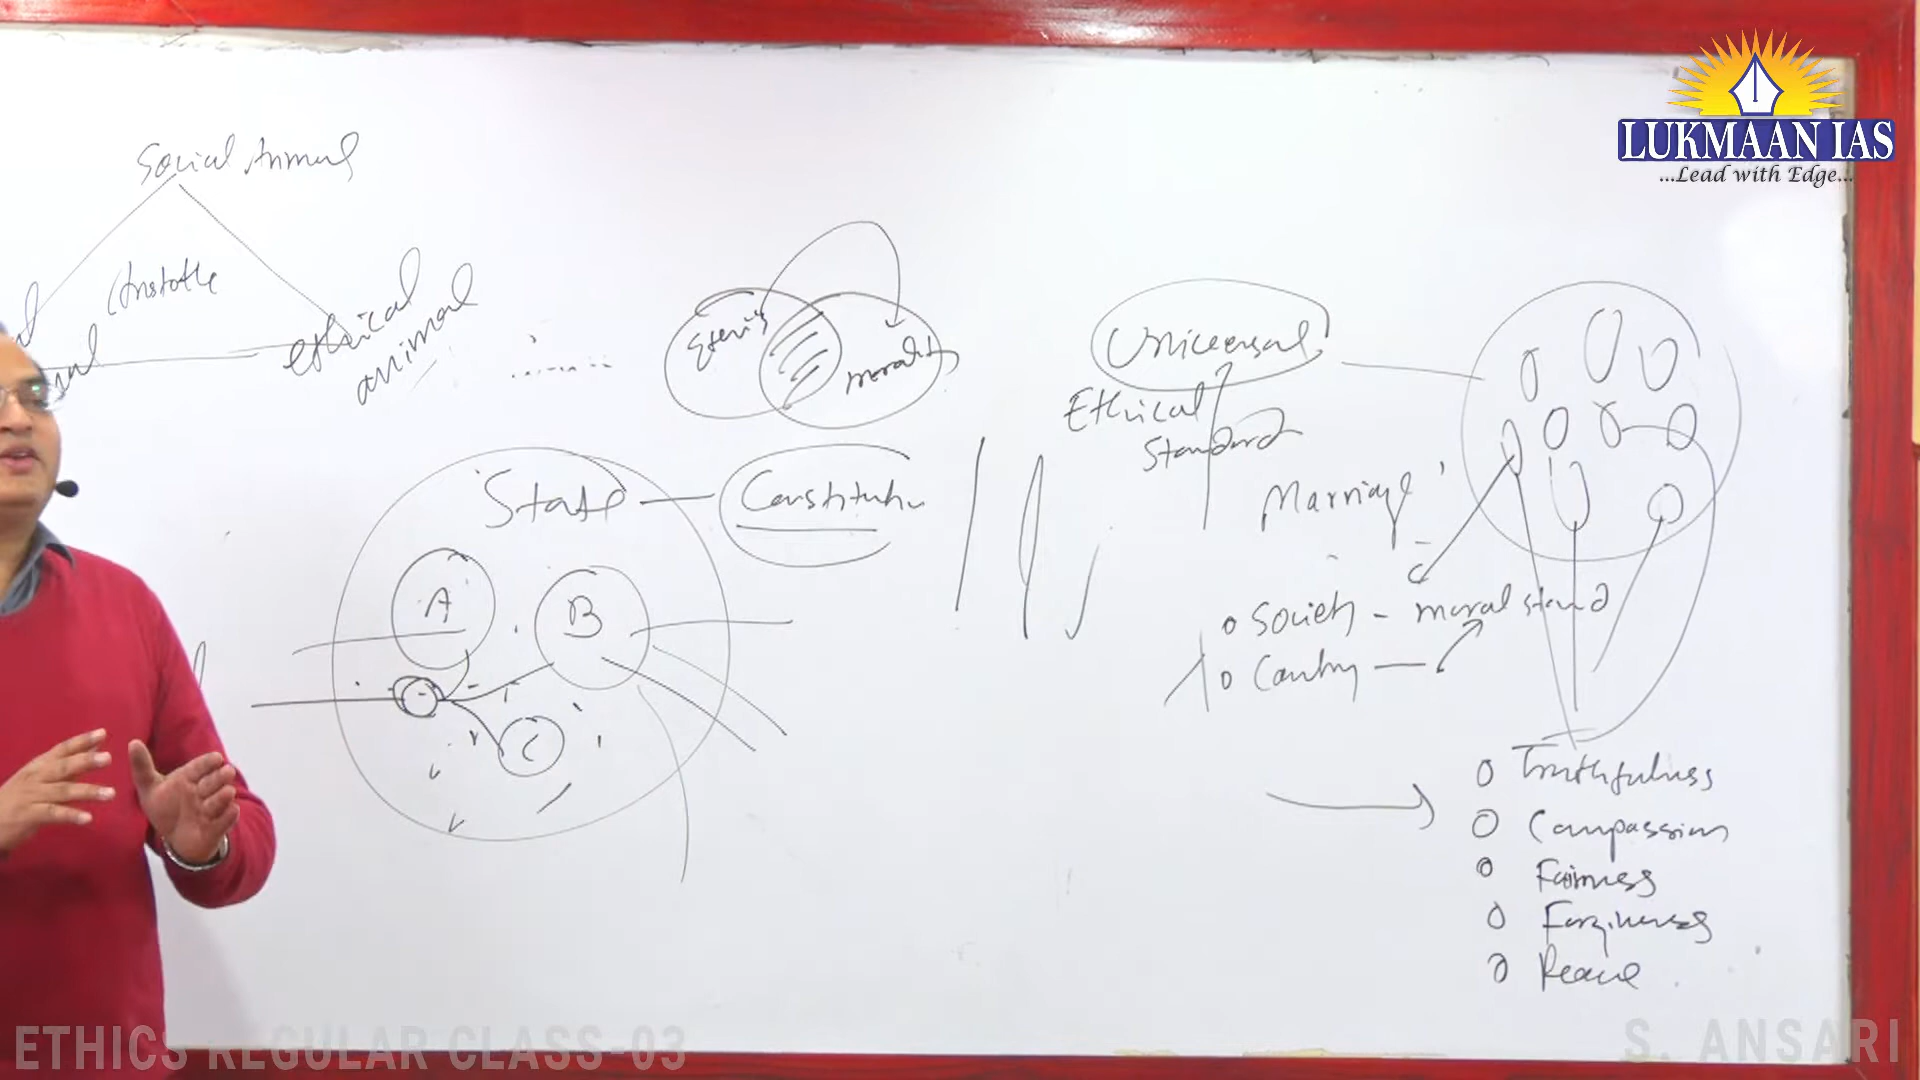 LUKMAAN IAS
...Lead with Edge...
Social Animal
ethical
animal
Ethics
morality
State
Constitution
A
B
C
Universal
Ethical
Standard
Marriage
Society - moral stand
Country
Truthfulness
Compassion
Fairness
Forgiveness
Peace
ETHICS REGULAR CLASS-03
S. ANSARI